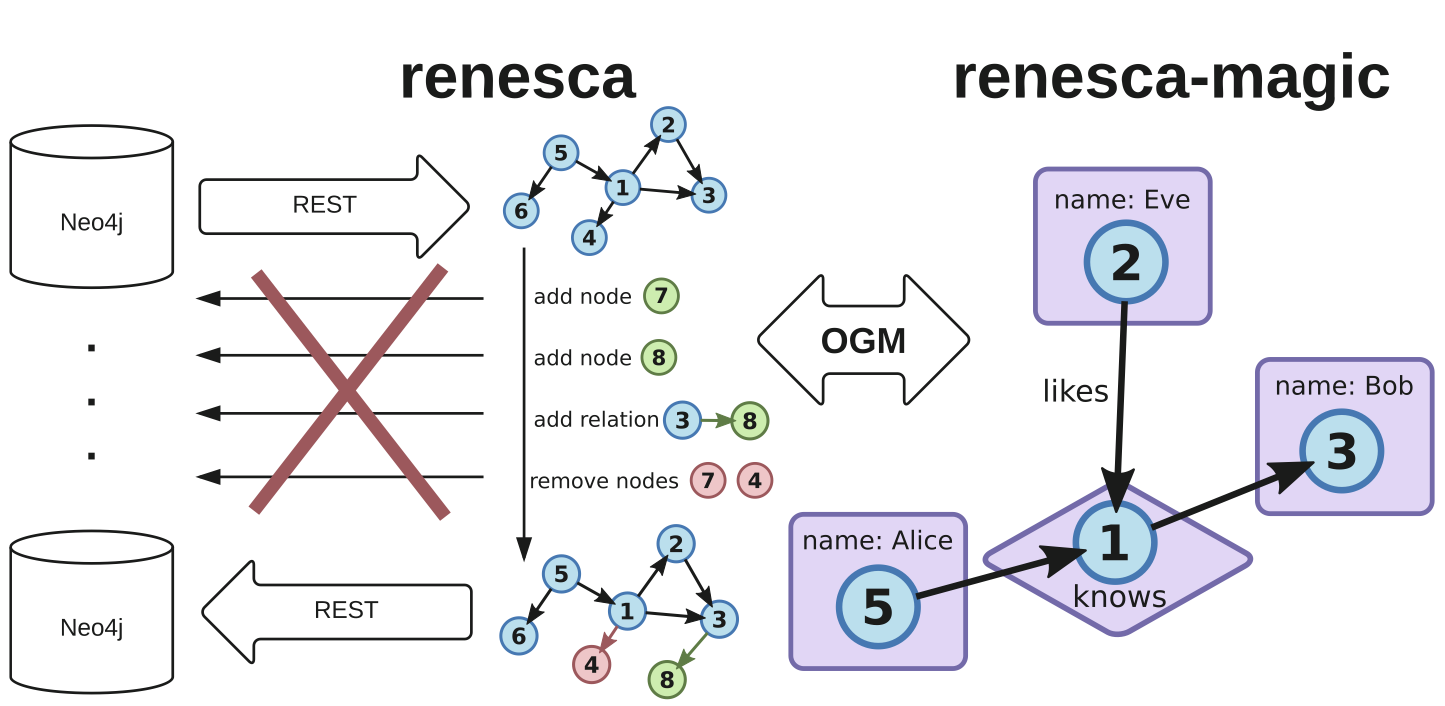 renesca
renesca-magic
Neo4j
REST
2
5
1
3
6
4
add node 7
add node 8
add relation 3 8
remove nodes 7 4
.
.
.
Neo4j
REST
2
5
1
3
6
4
8
OGM
name: Eve
2
likes
name: Bob
3
name: Alice
5
1
knows